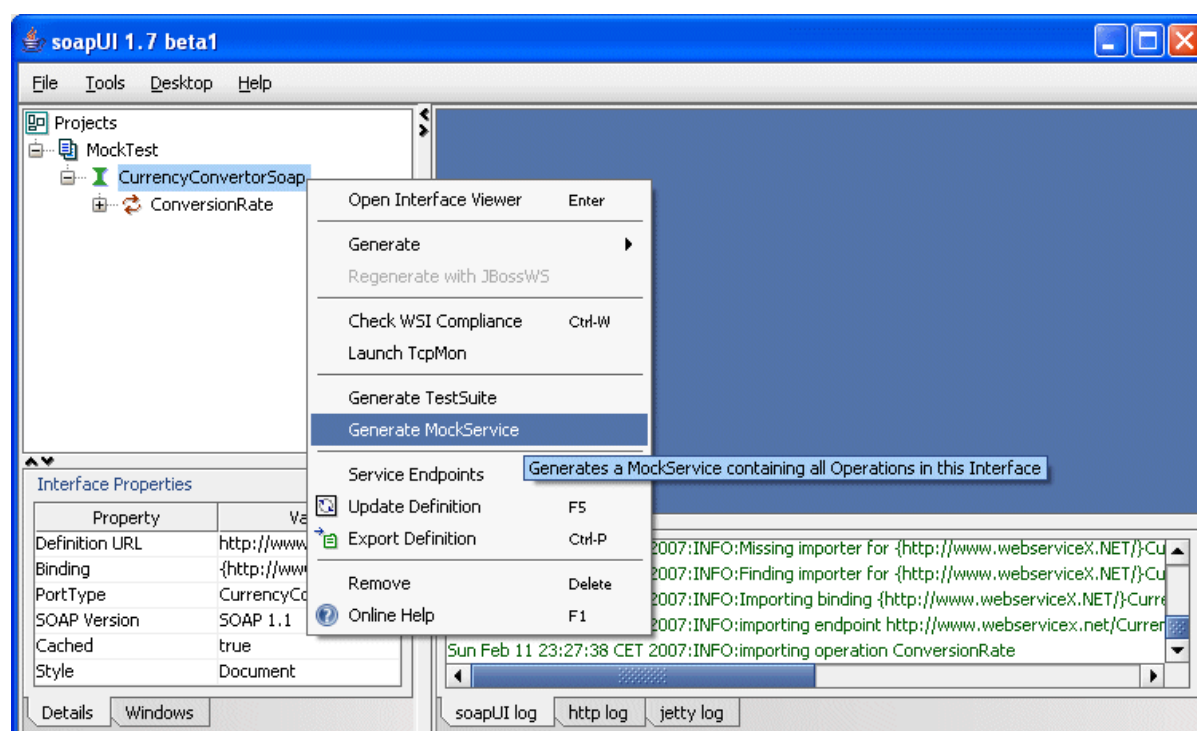 soapUI 1.7 beta1
File Tools Desktop Help
Projects
MockTest
CurrencyConvertorSoap
ConversionRate
Open Interface Viewer Enter
Generate
Regenerate with JBossWS
Check WSI Compliance Ctrl-W
Launch TcpMon
Generate TestSuite
Generate MockService
Generates a MockService containing all Operations in this Interface
Service Endpoints
Update Definition F5
Export Definition Ctrl-P
Remove Delete
Online Help F1
Interface Properties
Property Va
Definition URL http://www
Binding {http://www
PortType CurrencyCo
SOAP Version SOAP 1.1
Cached true
Style Document
Details Windows
2007:INFO:Missing importer for {http://www.webserviceX.NET/}Cu
2007:INFO:Finding importer for {http://www.webserviceX.NET/}Cu
2007:INFO:Importing binding {http://www.webserviceX.NET/}Curre
2007:INFO:importing endpoint http://www.webservicex.net/Curren
Sun Feb 11 23:27:38 CET 2007:INFO:importing operation ConversionRate
soapUI log http log jetty log